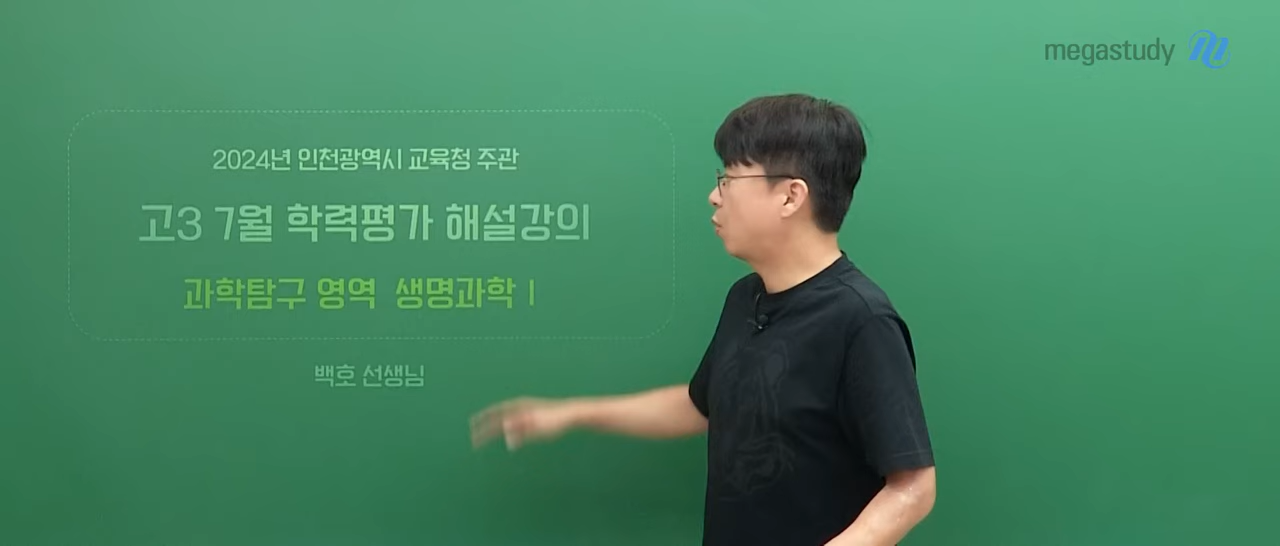 megastudy
2024년 인천광역시 교육청 주관
고3 7월 학력평가 해설강의
과학탐구 영역 생명과학 I
백호 선생님